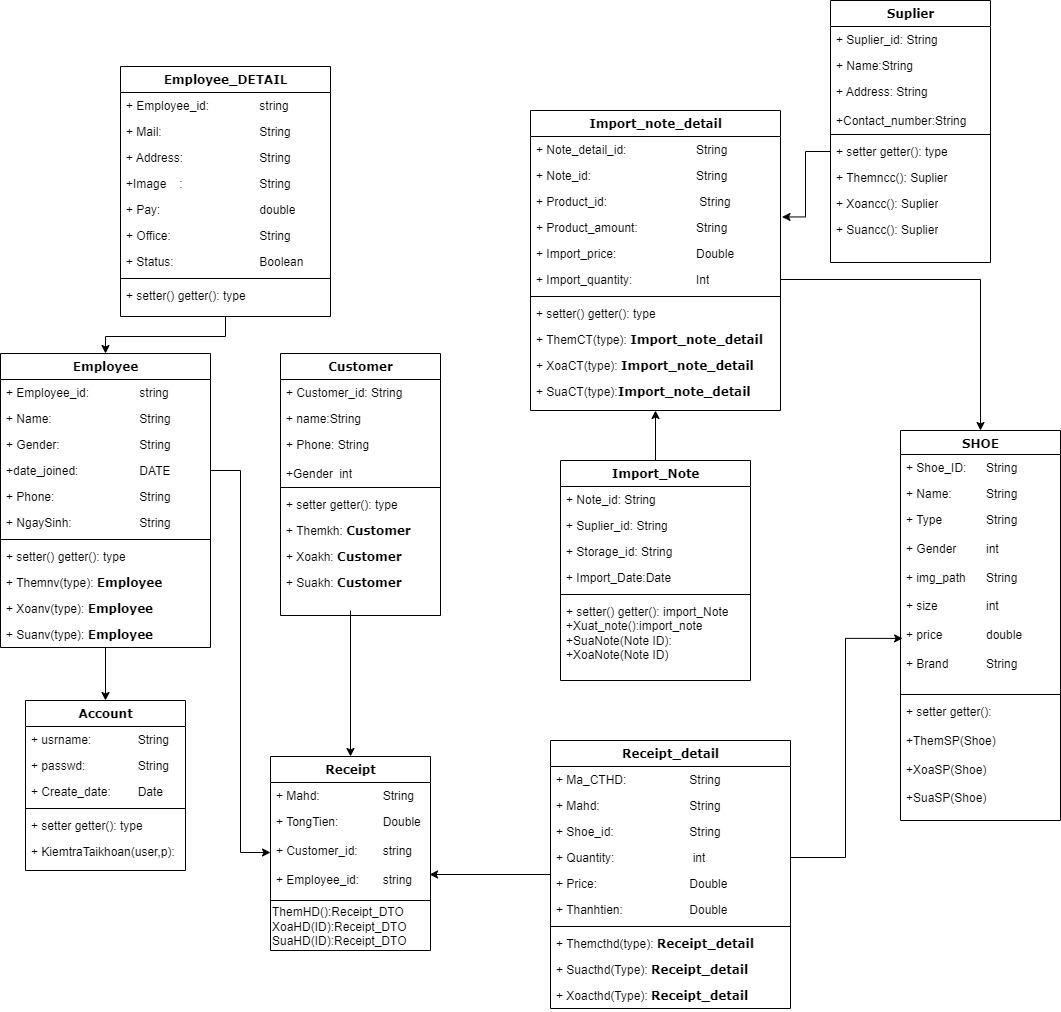 Suplier
+ Suplier_id: String
+ Name:String
+ Address: String
+Contact_number:String
+ setter getter(): type
+ Themncc(): Suplier
+ Xoancc(): Suplier
+ Suancc(): Suplier
Employee_DETAIL
+ Employee_id: string
+ Mail: String
+ Address: String
+Image : String
+ Pay: double
+ Office: String
+ Status: Boolean
+ setter() getter(): type
Import_note_detail
+ Note_detail_id: String
+ Note_id: String
+ Product_id: String
+ Product_amount: String
+ Import_price: Double
+ Import_quantity: Int
+ setter() getter(): type
+ ThemCT(type): Import_note_detail
+ XoaCT(type): Import_note_detail
+ SuaCT(type):Import_note_detail
Employee
+ Employee_id: string
+ Name: String
+ Gender: String
+date_joined: DATE
+ Phone: String
+ NgaySinh: String
+ setter() getter(): type
+ Themnv(type): Employee
+ Xoanv(type): Employee
+ Suanv(type): Employee
Customer
+ Customer_id: String
+ name:String
+ Phone: String
+Gender int
+ setter getter(): type
+ Themkh: Customer
+ Xoakh: Customer
+ Suakh: Customer
Import_Note
+ Note_id: String
+ Suplier_id: String
+ Storage_id: String
+ Import_Date:Date
+ setter() getter(): import_Note
+Xuat_note():import_note
+SuaNote(Note ID):
+XoaNote(Note ID)
SHOE
+ Shoe_ID: String
+ Name: String
+ Type String
+ Gender int
+ img_path String
+ size int
+ price double
+ Brand String
+ setter getter():
+ThemSP(Shoe)
+XoaSP(Shoe)
+SuaSP(Shoe)
Account
+ usrname: String
+ passwd: String
+ Create_date: Date
+ setter getter(): type
+ KiemtraTaikhoan(user,p):
Receipt
+ Mahd: String
+ TongTien: Double
+ Customer_id: string
+ Employee_id: string
ThemHD():Receipt_DTO
XoaHD(ID):Receipt_DTO
SuaHD(ID):Receipt_DTO
Receipt_detail
+ Ma_CTHD: String
+ Mahd: String
+ Shoe_id: String
+ Quantity: int
+ Price: Double
+ Thanhtien: Double
+ Themcthd(type): Receipt_detail
+ Suacthd(Type): Receipt_detail
+ Xoacthd(Type): Receipt_detail